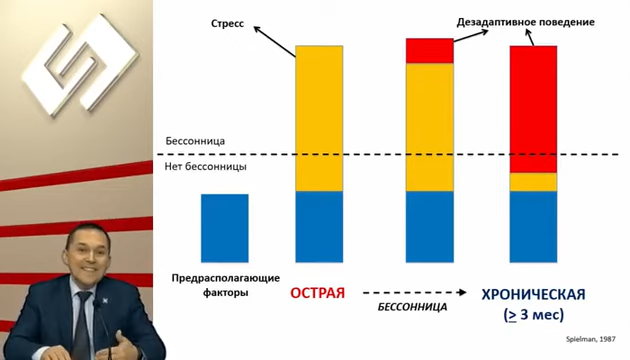 Стресс
Дезадаптивное поведение
Бессонница
Нет бессонницы
Предрасполагающие
факторы
ОСТРАЯ
БЕССОННИЦА
ХРОНИЧЕСКАЯ
(≥ 3 мес)
Spielman, 1987